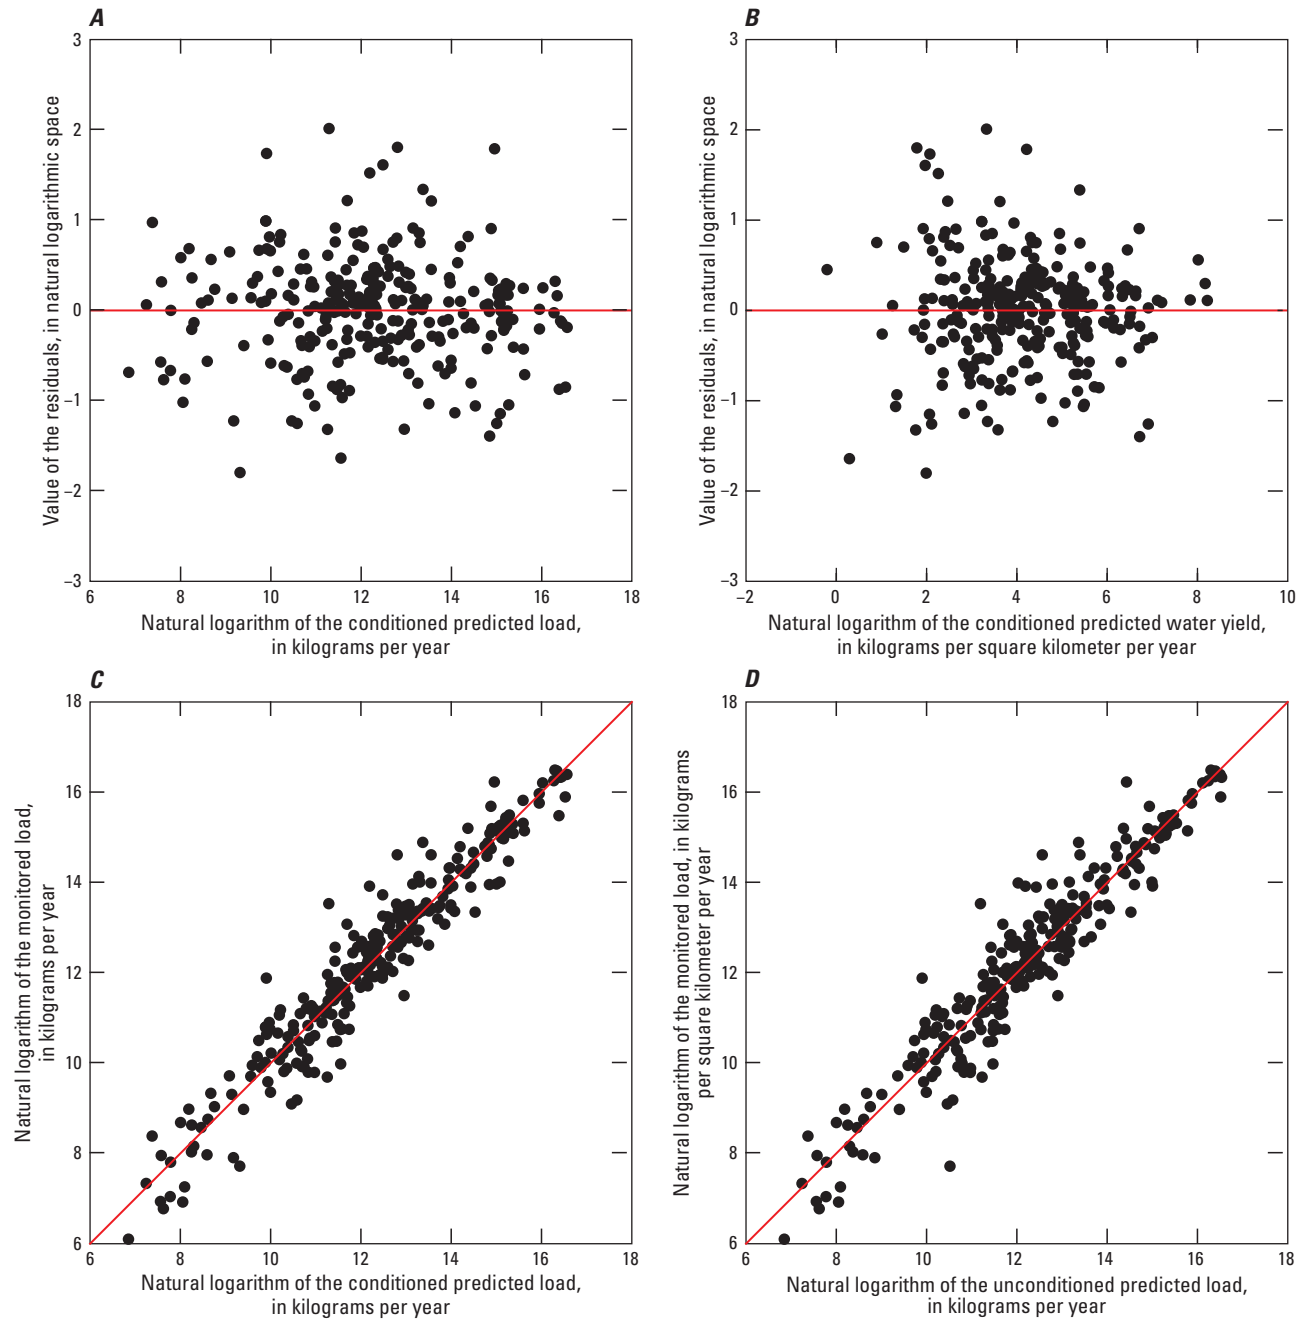 A
3
2
1
0
–1
–2
–3
Value of the residuals, in natural logarithmic space
6 8 10 12 14 16 18
Natural logarithm of the conditioned predicted load,
in kilograms per year
B
3
2
1
0
–1
–2
–3
Value of the residuals, in natural logarithmic space
–2 0 2 4 6 8 10
Natural logarithm of the conditioned predicted water yield,
in kilograms per square kilometer per year
C
18
16
14
12
10
8
6
Natural logarithm of the monitored load,
in kilograms per year
6 8 10 12 14 16 18
Natural logarithm of the conditioned predicted load,
in kilograms per year
D
18
16
14
12
10
8
6
Natural logarithm of the monitored load, in kilograms
per square kilometer per year
6 8 10 12 14 16 18
Natural logarithm of the unconditioned predicted load,
in kilograms per year